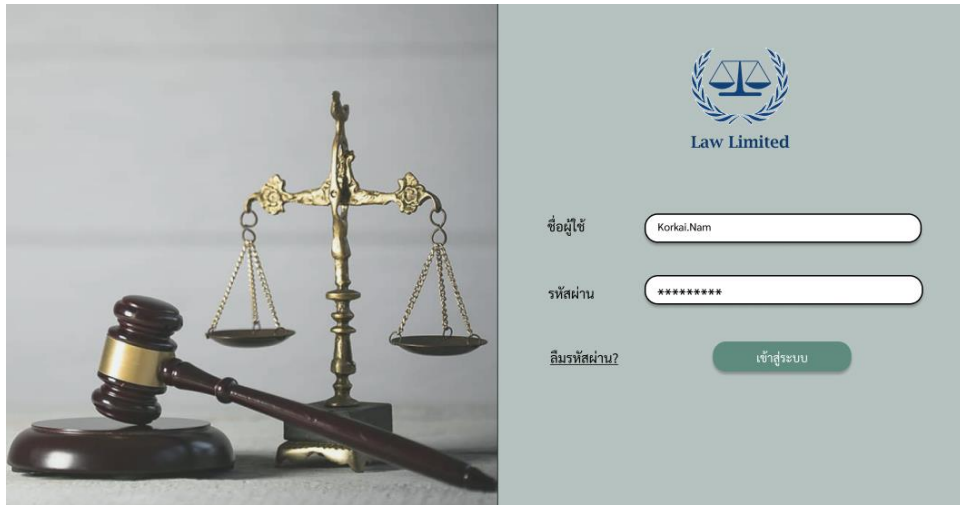 Law Limited
ชื่อผู้ใช้
Korkai.Nam
รหัสผ่าน
*********
ลืมรหัสผ่าน?
เข้าสู่ระบบ